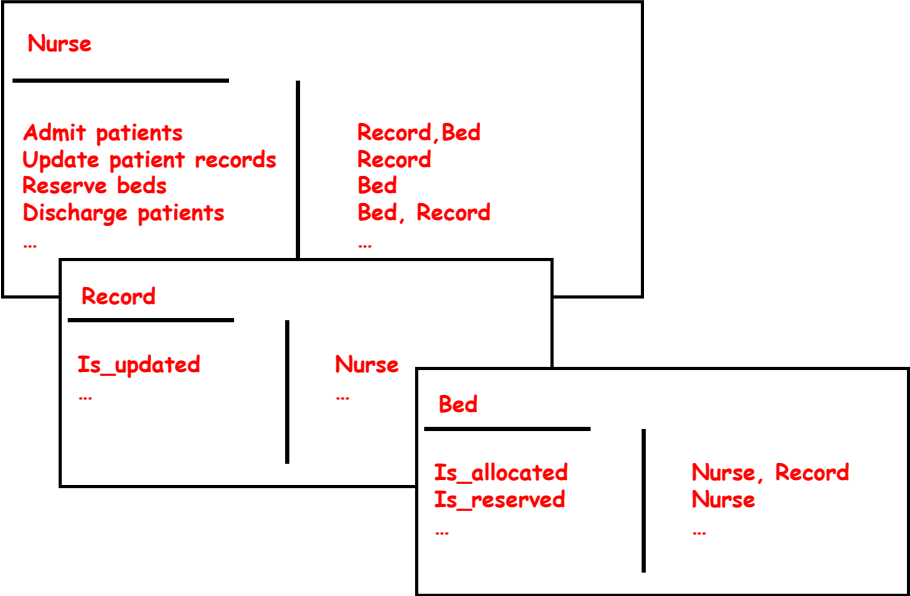 Nurse
Admit patients
Update patient records
Reserve beds
Discharge patients
…
Record,Bed
Record
Bed
Bed, Record
…
Record
Is_updated
…
Nurse
…
Bed
Is_allocated
Is_reserved
…
Nurse, Record
Nurse
…